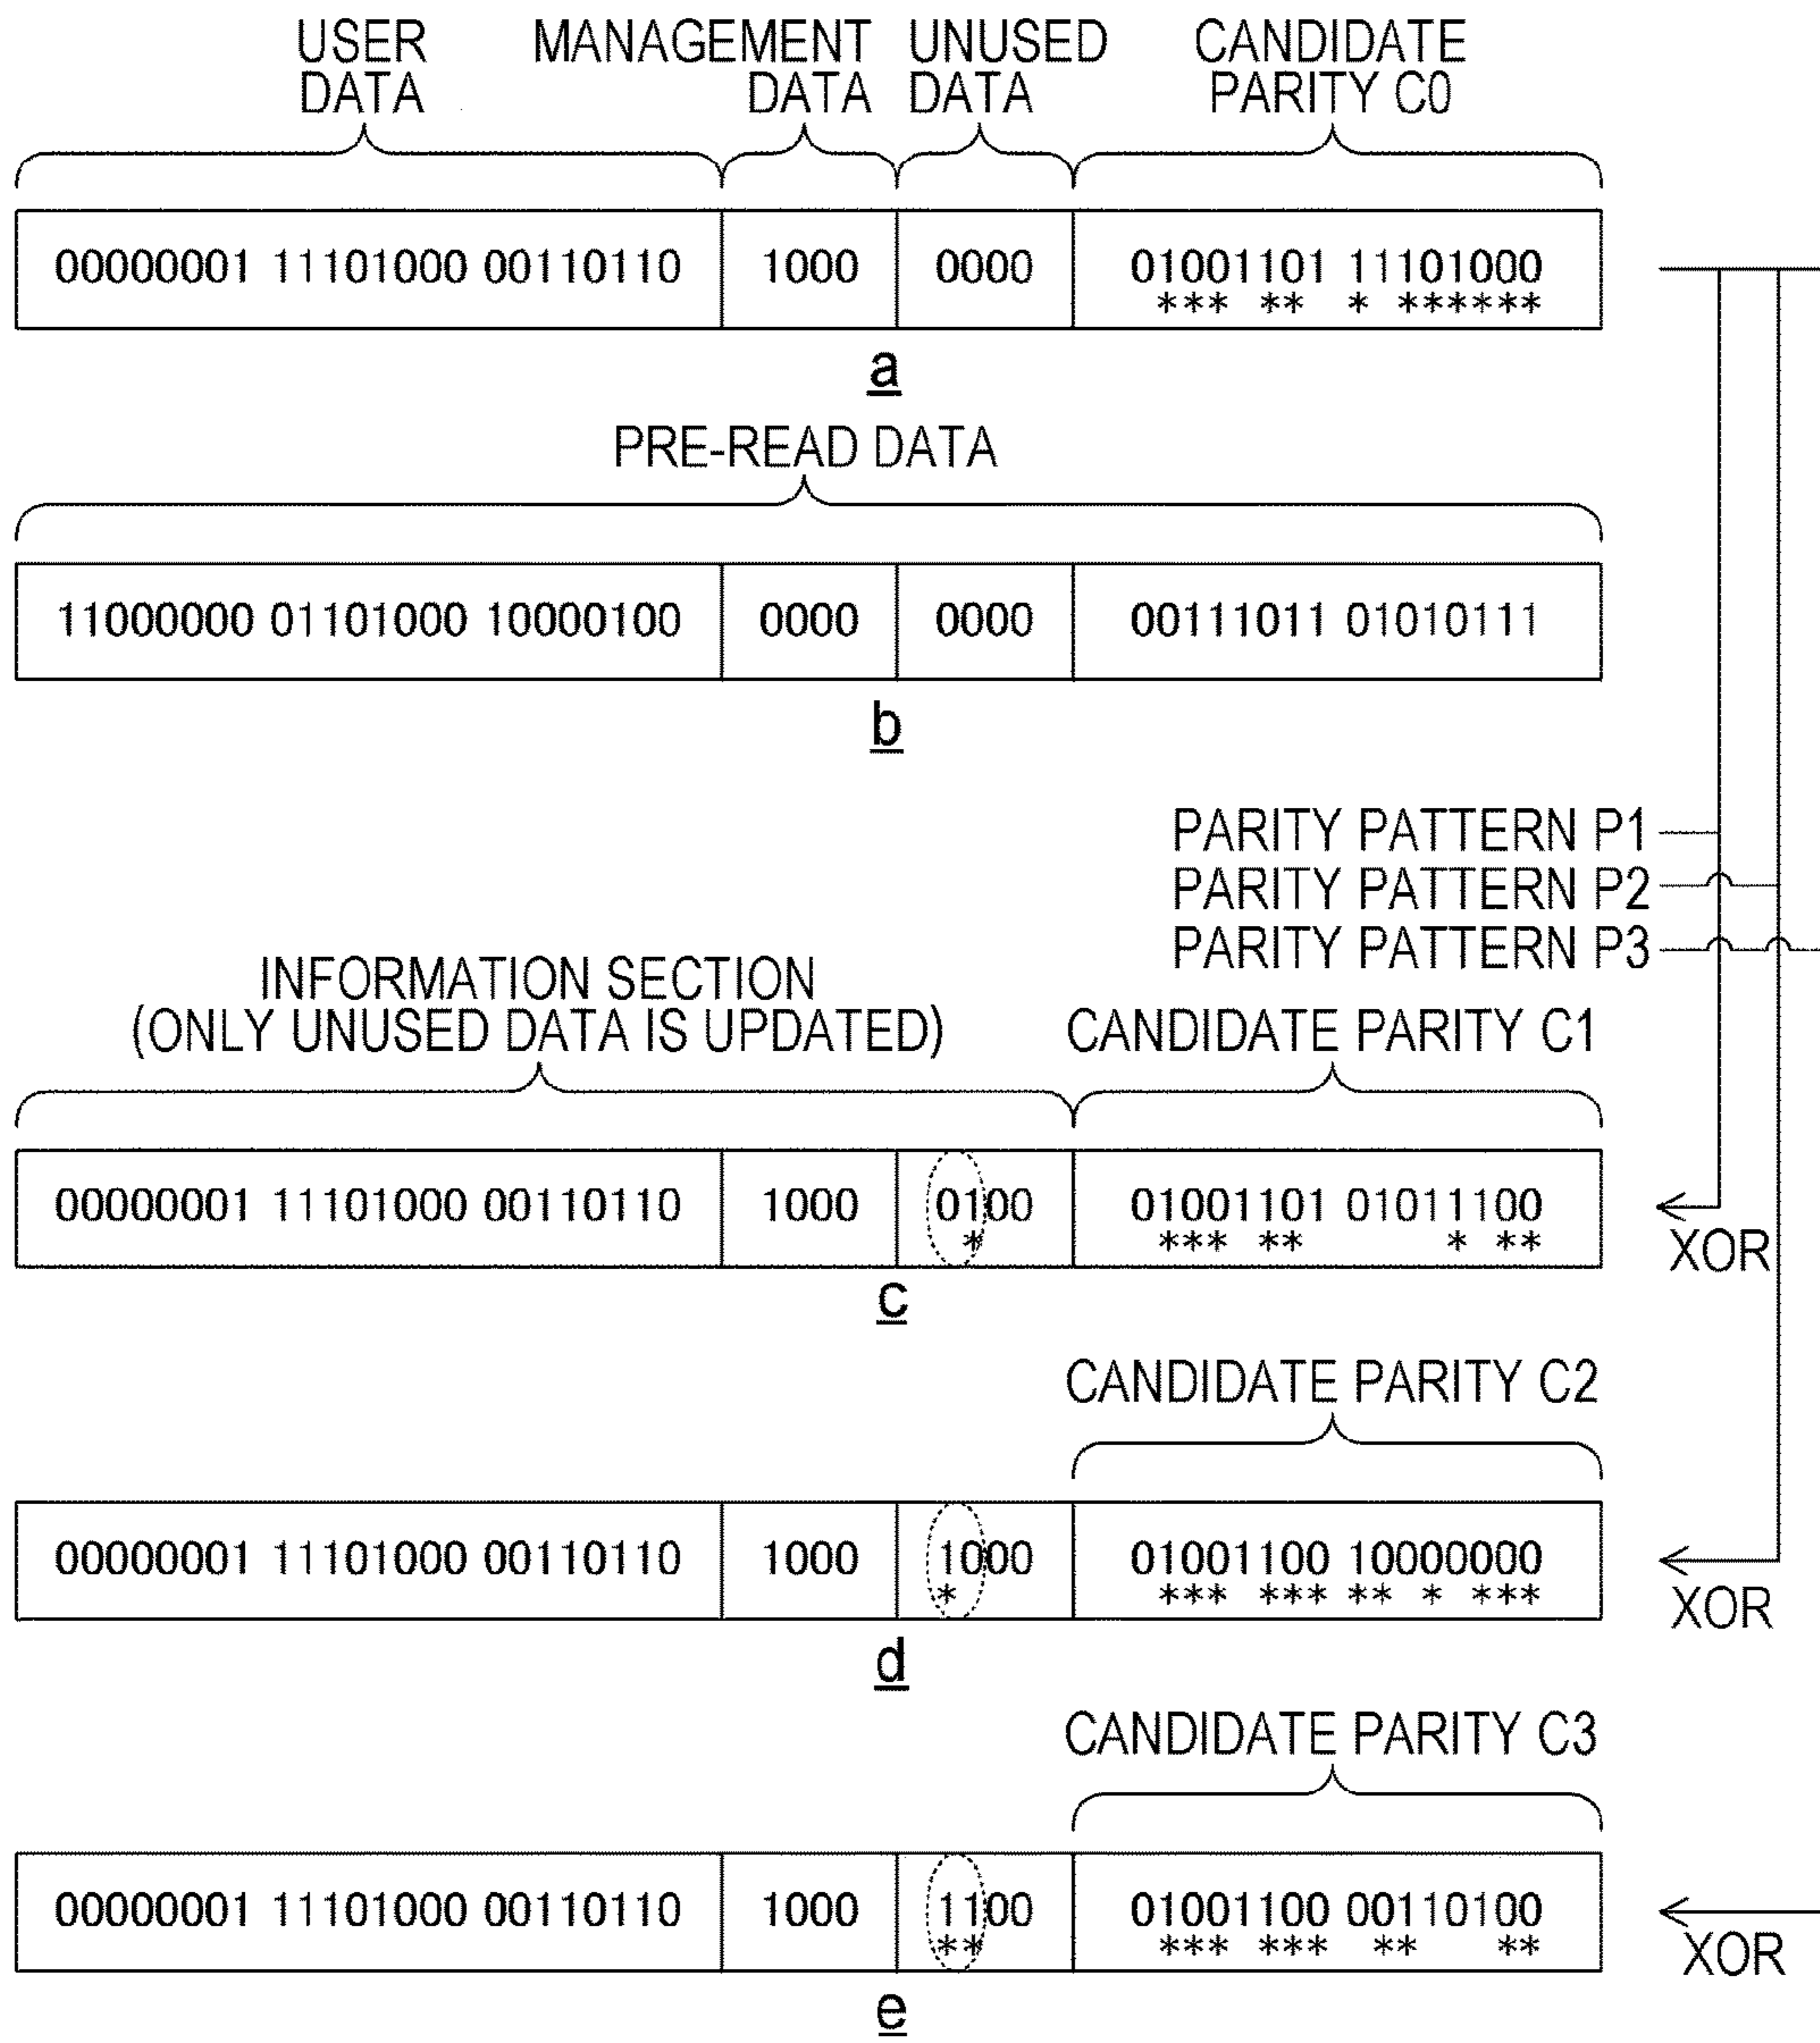 USER MANAGEMENT UNUSED CANDIDATE
DATA DATA DATA PARITY C0
00000001 11101000 00110110 1000 0000 01001101 11101000
*** ** * ******
a
PRE-READ DATA
11000000 01101000 10000100 0000 0000 00111011 01010111
b
PARITY PATTERN P1
PARITY PATTERN P2
PARITY PATTERN P3
INFORMATION SECTION
(ONLY UNUSED DATA IS UPDATED) CANDIDATE PARITY C1
00000001 11101000 00110110 1000 0100 01001101 01011100
* *** ** * **
XOR
c
CANDIDATE PARITY C2
00000001 11101000 00110110 1000 1000 01001100 10000000
* *** *** ** * ***
XOR
d
CANDIDATE PARITY C3
00000001 11101000 00110110 1000 1100 01001100 00110100
** *** *** ** **
XOR
e